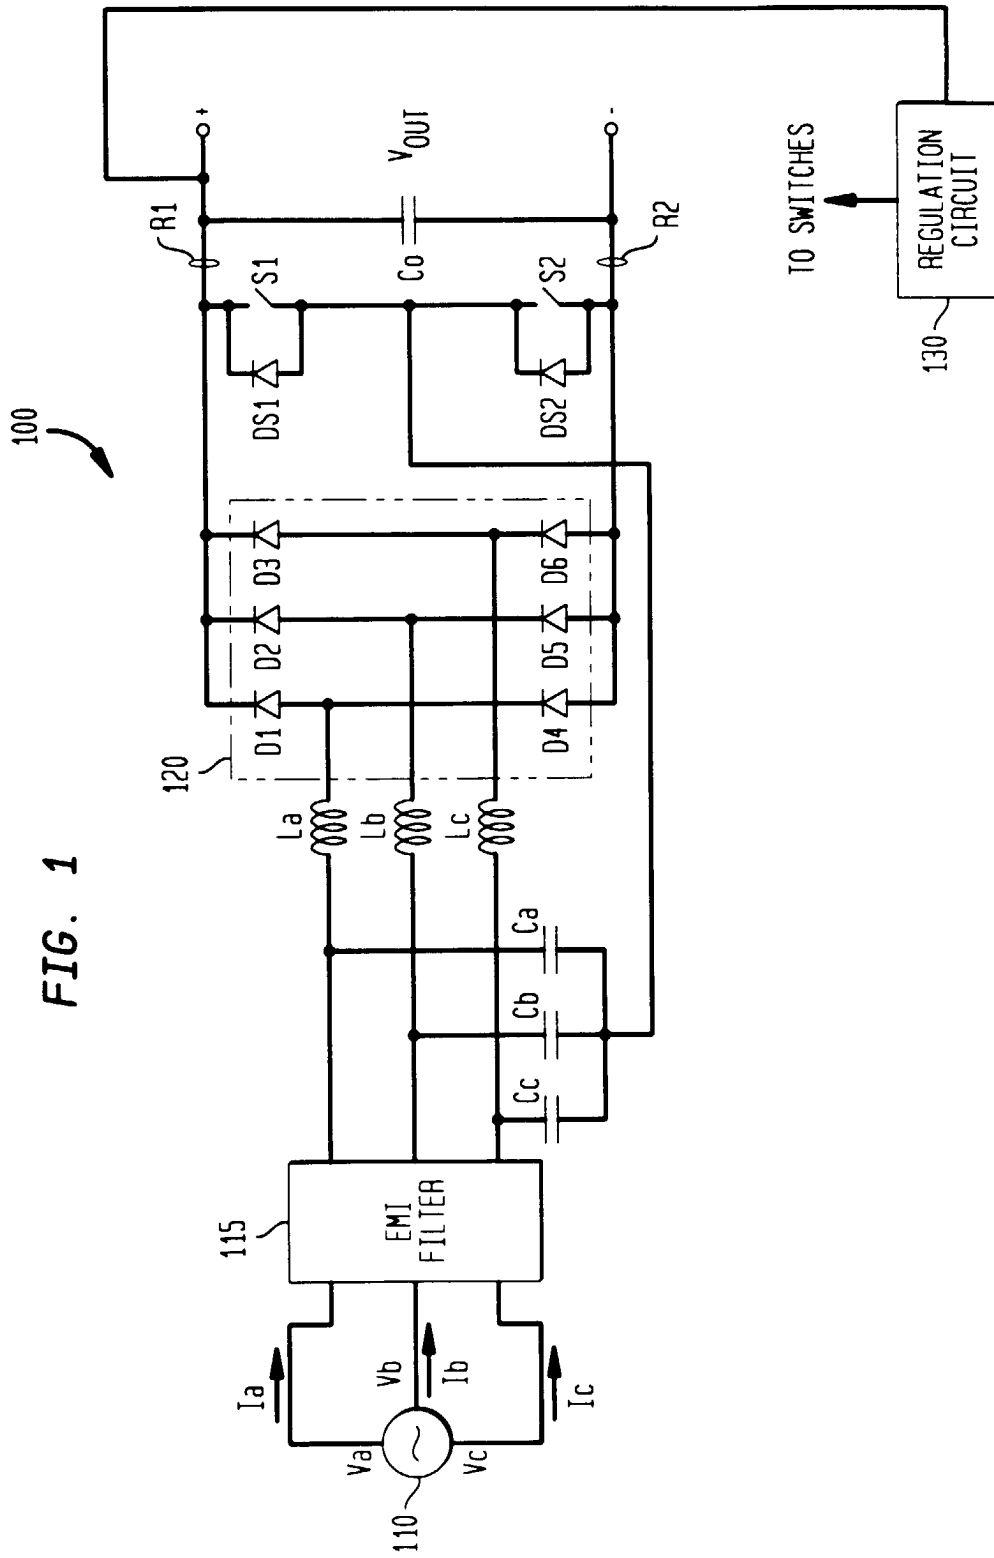 FIG. 1
100
110
Va
Vb
Vc
Ia
Ib
Ic
115
EMI
FILTER
Ca
Cb
Cc
La
Lb
Lc
120
D1
D2
D3
D4
D5
D6
DS1
S1
DS2
S2
R1
R2
Co
VOUT
+
-
TO SWITCHES
REGULATION
CIRCUIT
130